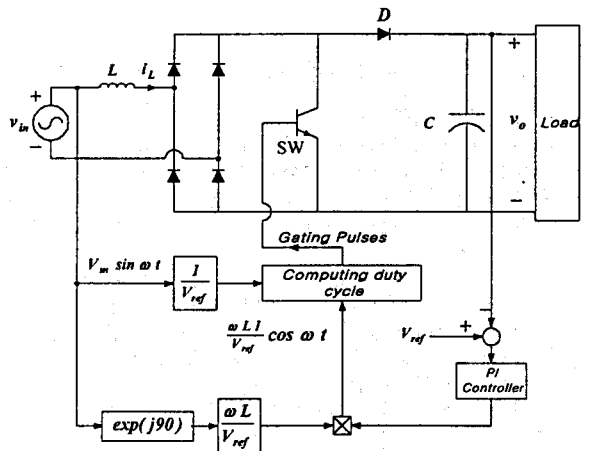 D
L
i_L
+
v_in
−
SW
C
+
v_o
−
Load
Gating Pulses
V_m sin ω t
1
V_ref
Computing duty
cycle
ω L I
V_ref
cos ω t
−
V_ref
+
PI
Controller
exp(j90)
ω L
V_ref